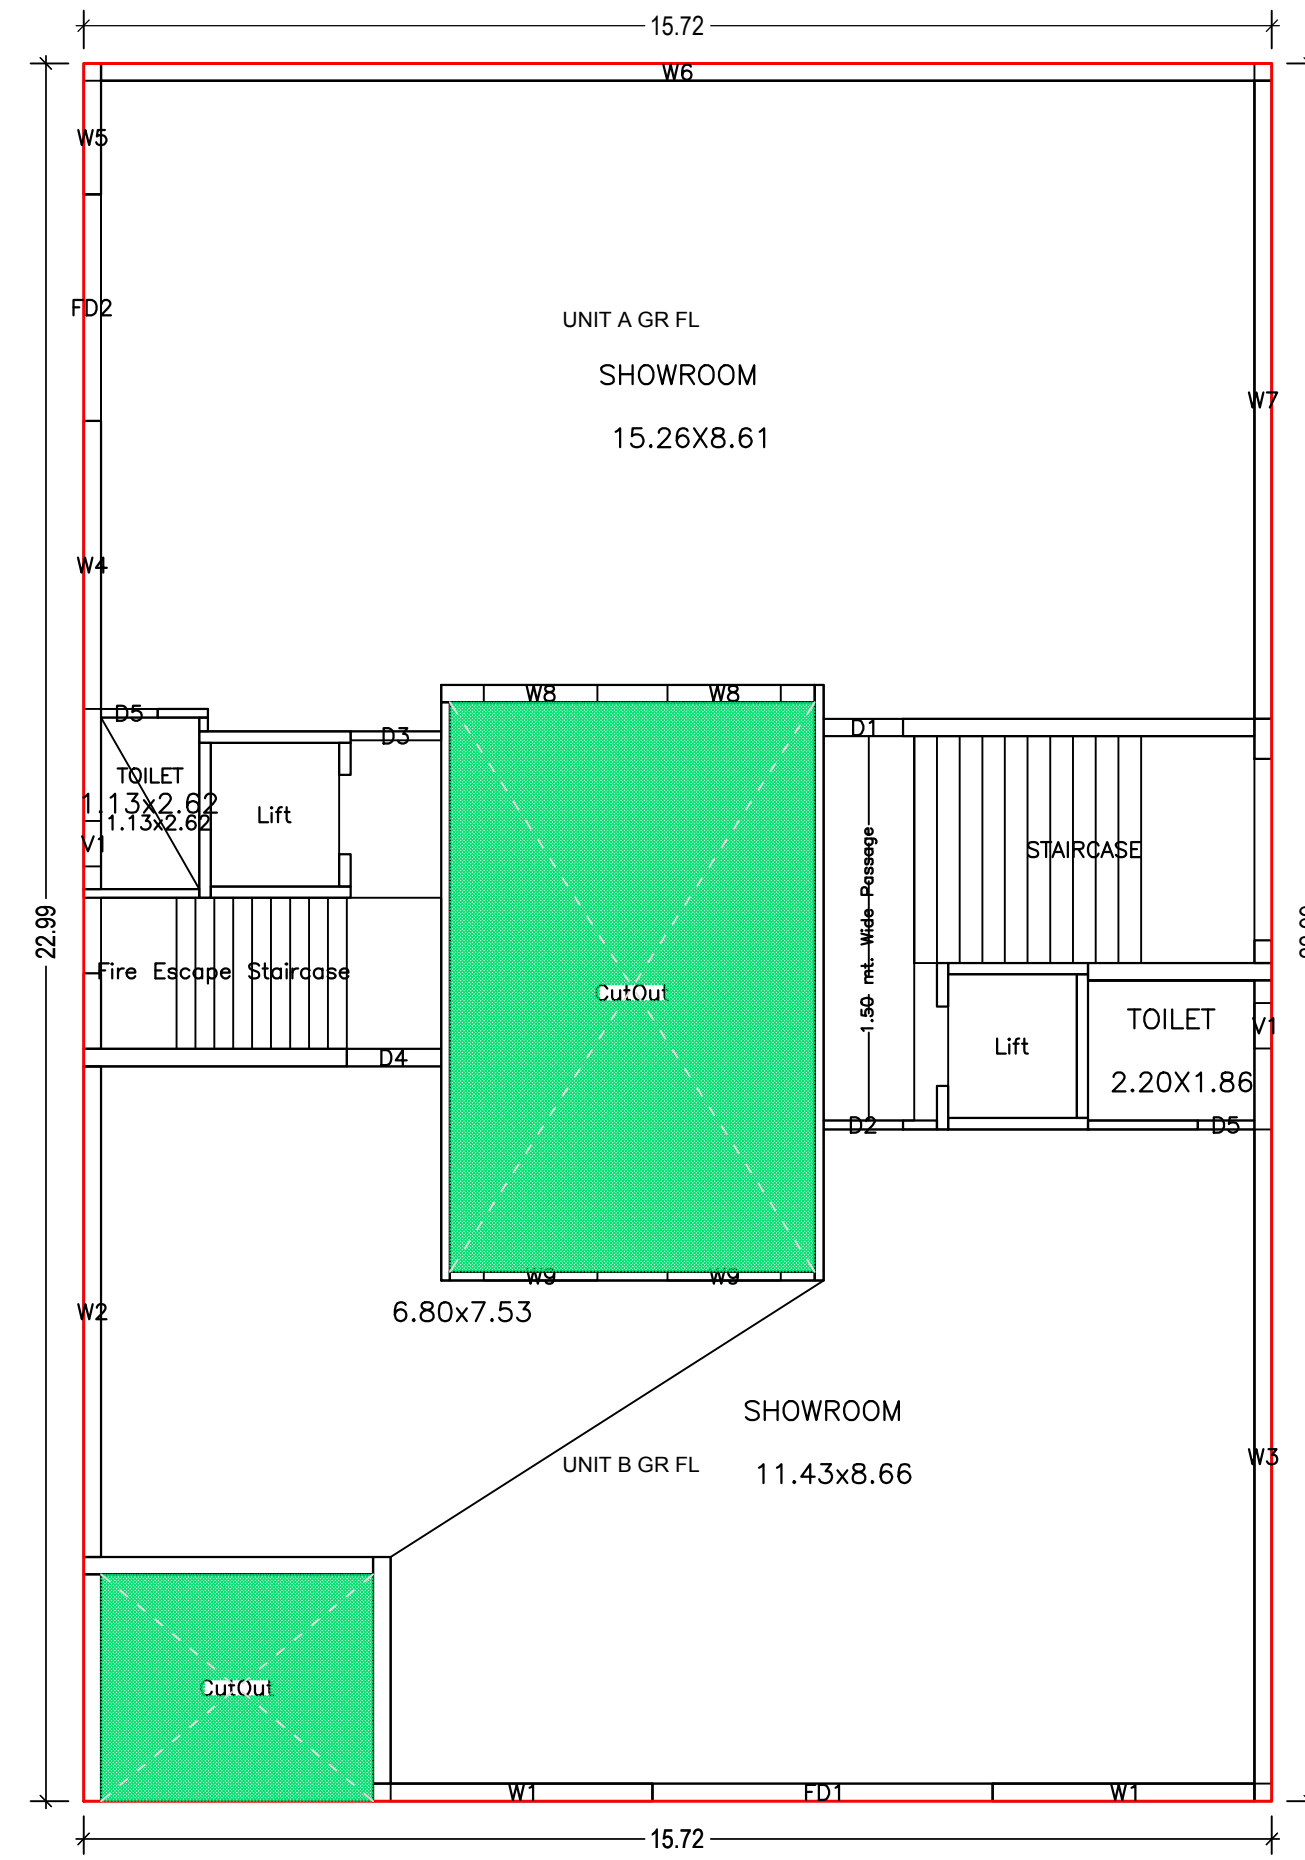 15.72
W6
W5
FD2
UNIT A GR FL
SHOWROOM
W7
15.26X8.61
W4
W8
W8
D5
D1
D3
TOILET
1.13x2.62
1.13x2.62
Lift
V1
STAIRCASE
1.50 mt. Wide Passage
22.99
Fire Escape Staircase
CutOut
TOILET
V1
Lift
D4
2.20X1.86
D2
D5
W9
W9
W2
6.80x7.53
SHOWROOM
UNIT B GR FL
W3
11.43x8.66
CutOut
W1
FD1
W1
15.72